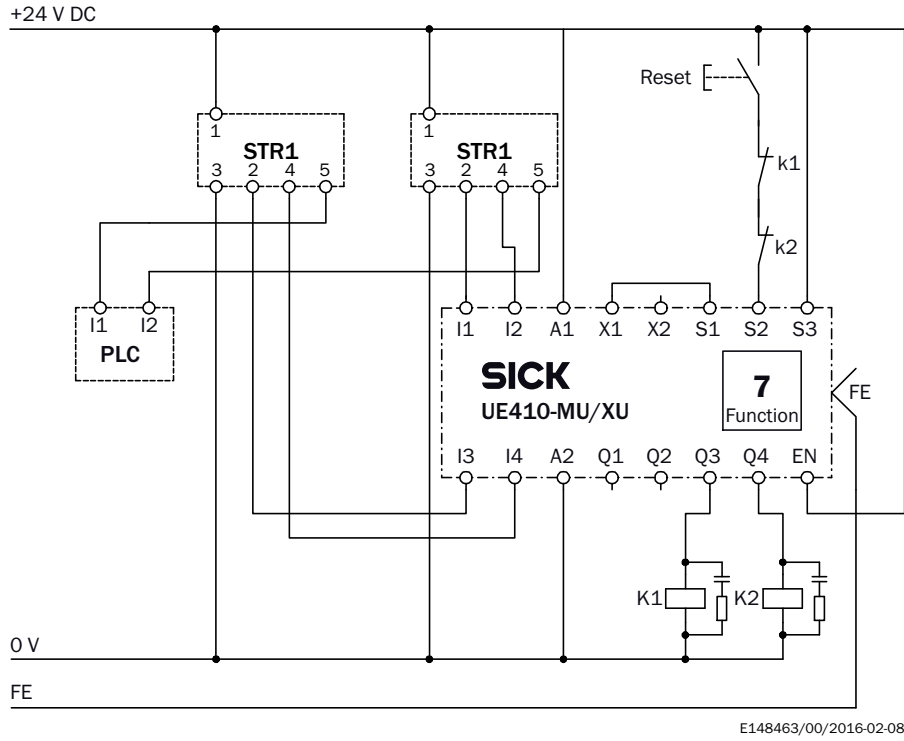 +24 V DC
Reset
1 1
STR1 STR1
3 2 4 5 3 2 4 5
k1
k2
I1 I2
PLC
I1 I2 A1 X1 X2 S1 S2 S3
SICK
UE410-MU/XU
7
Function
FE
I3 I4 A2 Q1 Q2 Q3 Q4 EN
K1 K2
0 V
FE
E148463/00/2016-02-08